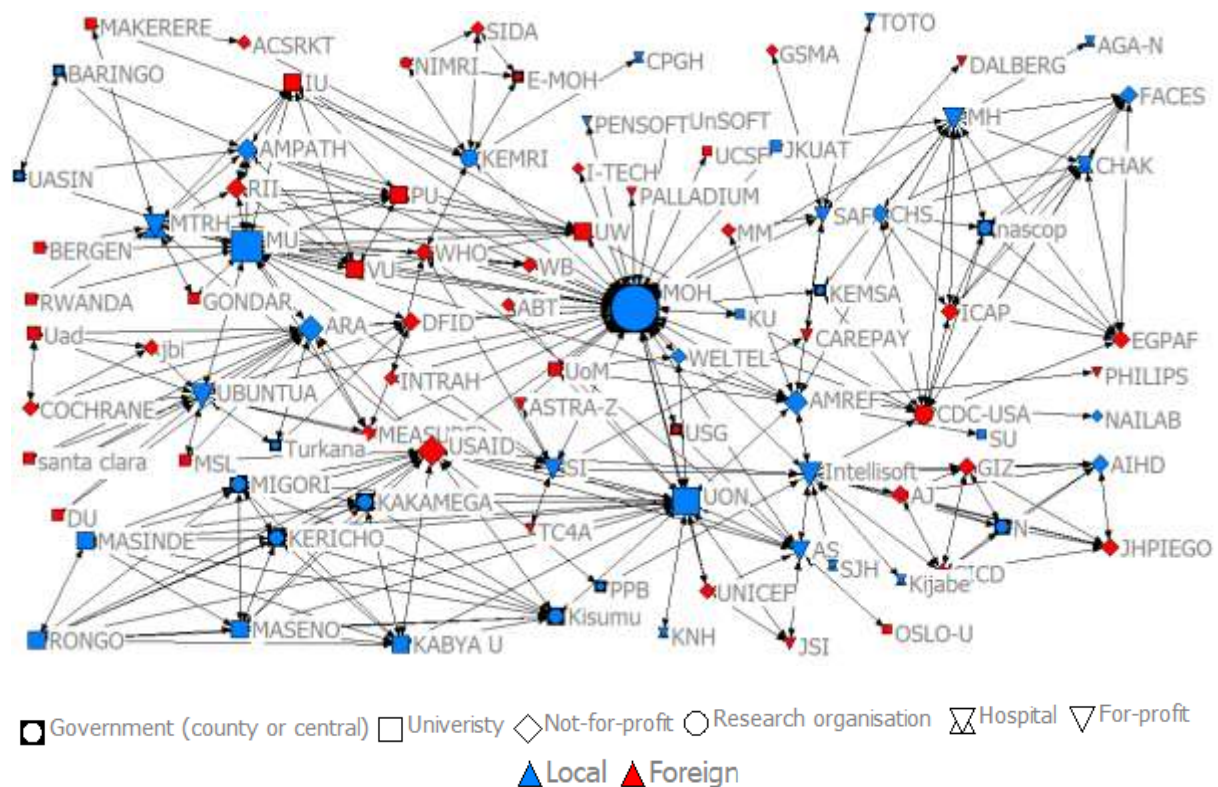 MAKERERE
ACSRKT
SIDA
TOTO
BARINGO
IU
NIMRI
E-MOH
CPGH
GSMA
DALBERG
AGA-N
FACES
PENSOFT
UnSOFT
MH
AMPATH
KEMRI
I-TECH
UCSF
JKUAT
CHAK
UASIN
RII
PU
PALLADIUM
MTRH
MU
UW
MM
SAF
CHS
nascop
BERGEN
VU
WHO
WB
MOH
KEMSA
RWANDA
GONDAR
ABT
KU
ICAP
Uad
ARA
DFID
CAREPAY
EGPAF
jbi
WELTEL
UoM
INTRAH
PHILIPS
COCHRANE
UBUNTUA
ASTRA-Z
AMREF
CDC-USA
NAILAB
Turkana
USG
SU
santa clara
MSL
USAID
SI
Intellisoft
GIZ
AIHD
MIGORI
KAKAMEGA
UON
AJ
DU
MASINDE
KERICHO
TC4A
AS
N
JHPIEGO
SJH
PPB
UNICEF
Kijabe
Kisumu
RONGO
MASENO
KABYA U
KNH
JSI
OSLO-U
Government (county or central) Univeristy Not-for-profit Research organisation Hospital For-profit
Local Foreign